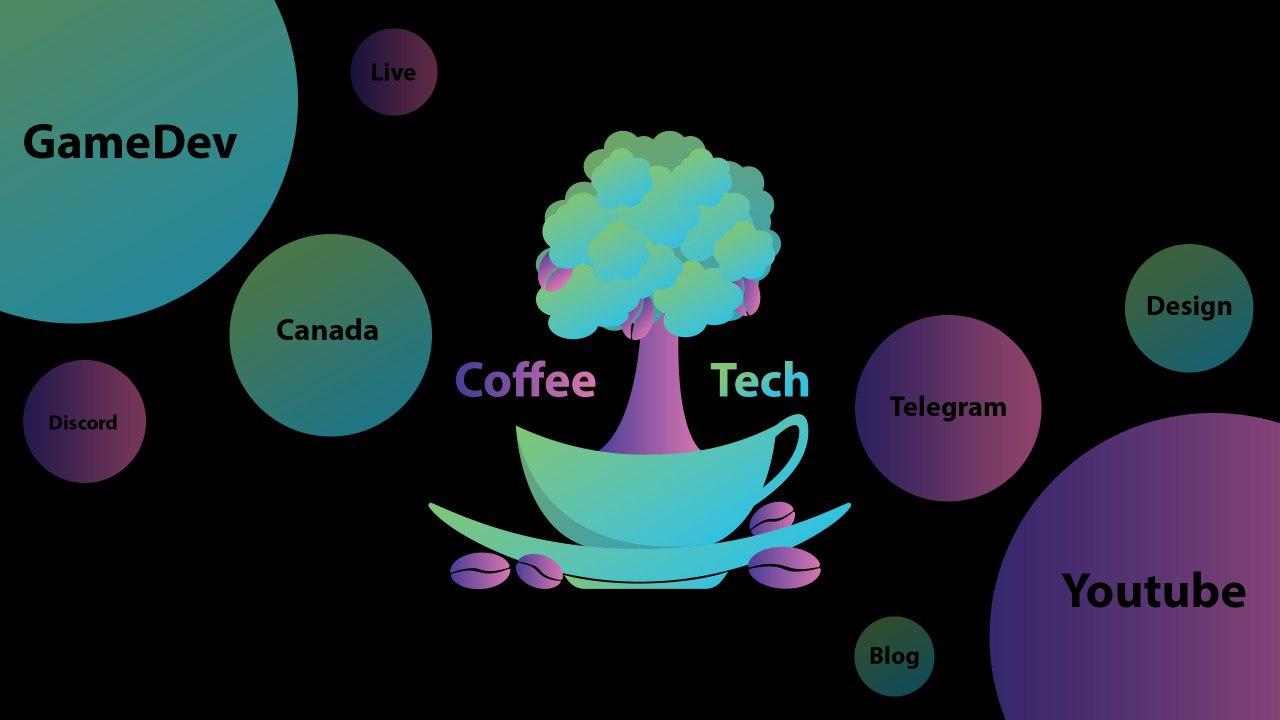 Live
GameDev
Canada
Discord
Coffee Tech
Design
Telegram
Youtube
Blog